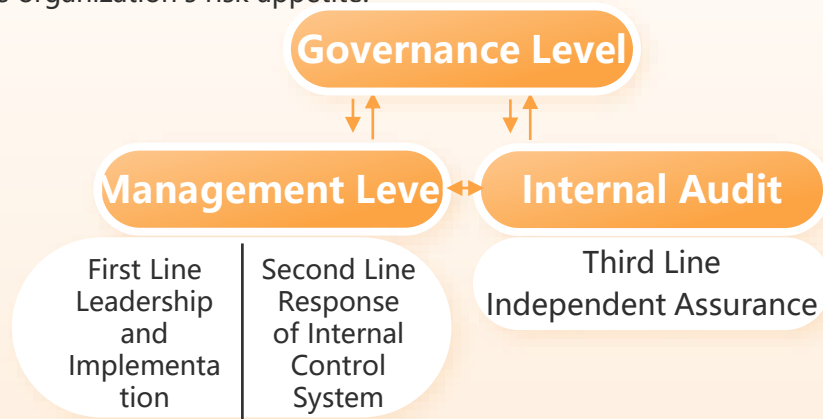 organization's risk appetite.
Governance Level
Management Leve
Internal Audit
First Line
Leadership
and
Implementa
tion
Second Line
Response
of Internal
Control
System
Third Line
Independent Assurance